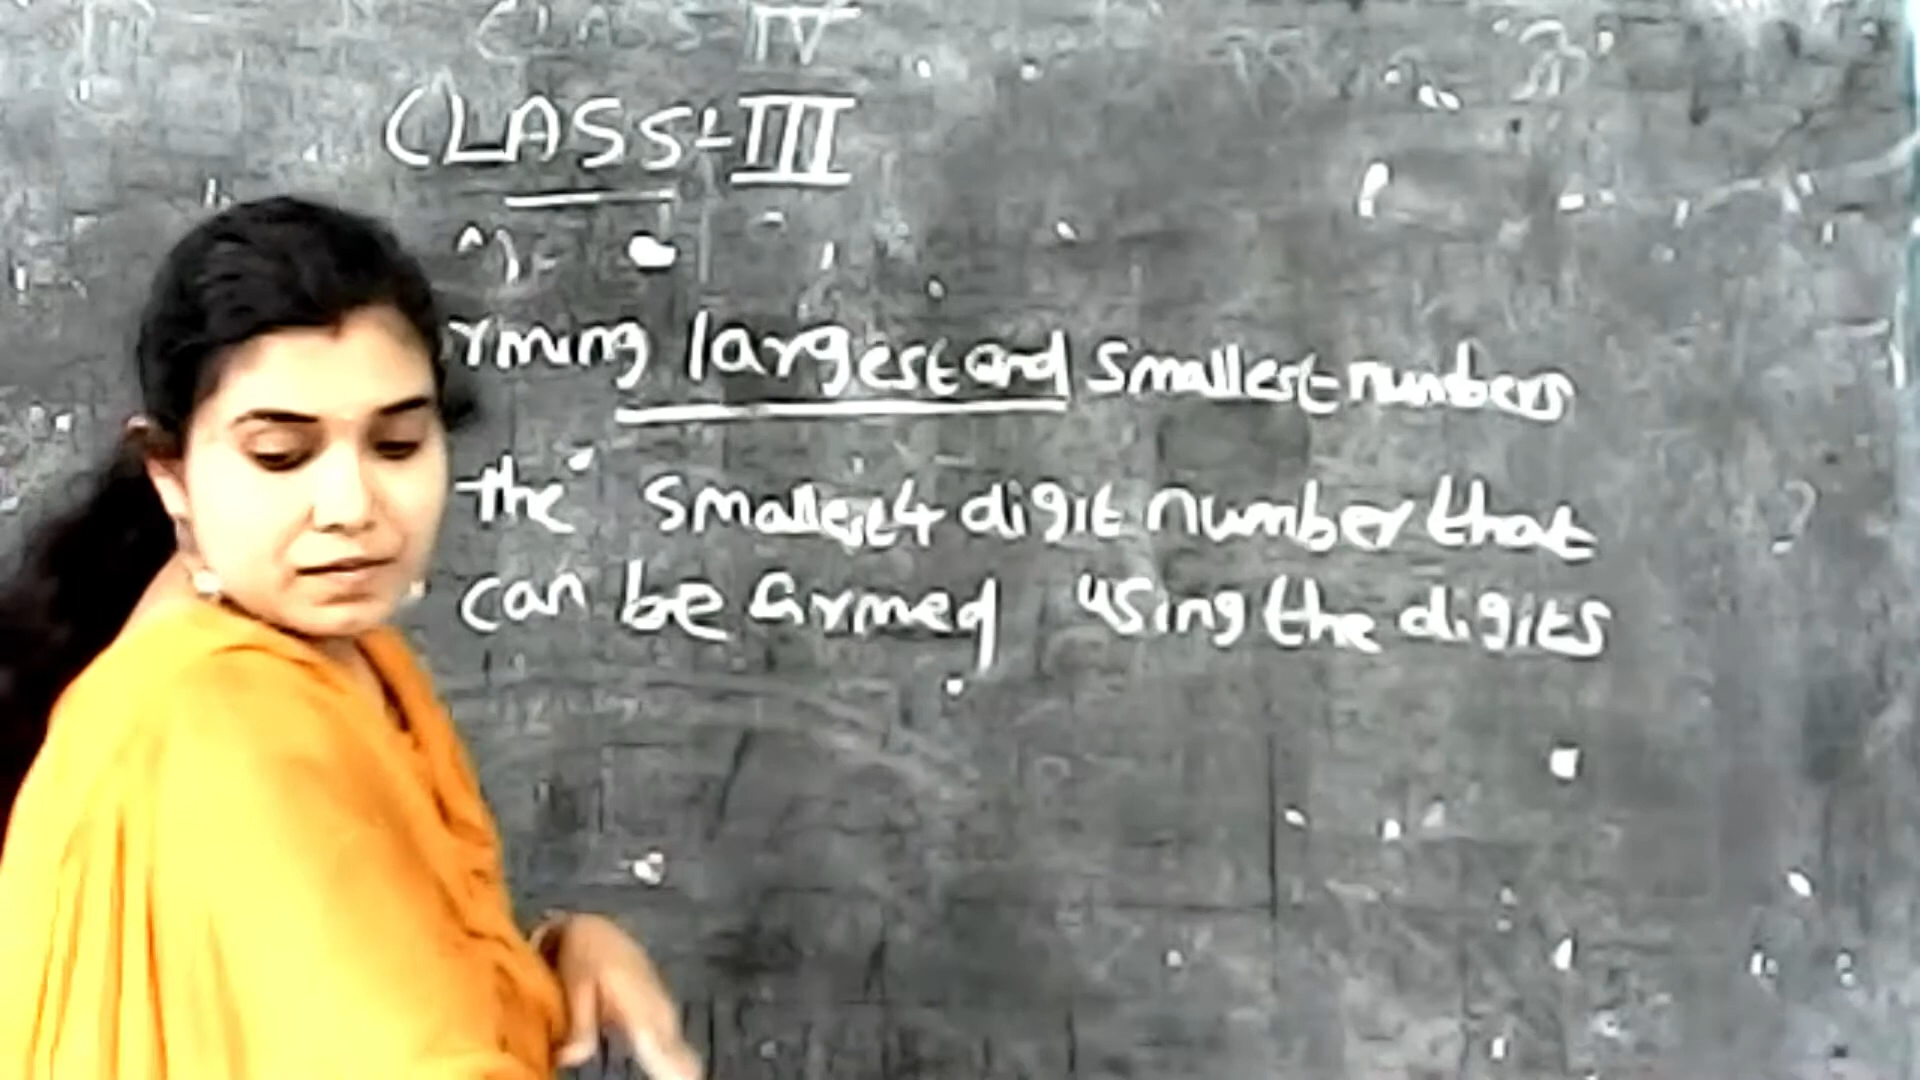 CLASS-IV
CLASS-III
rming largest and smallest numbers
the smallest 4 digit number that
can be formed using the digits